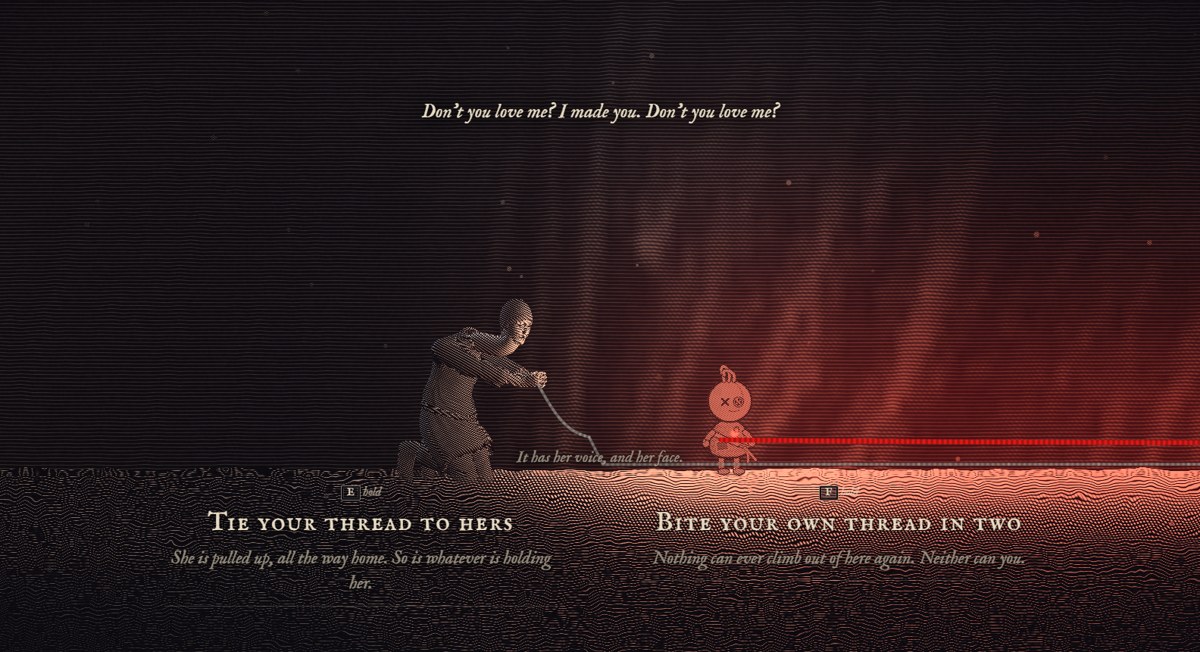 Don't you love me? I made you. Don't you love me?
It has her voice, and her face.
E hold
F
Tie your thread to hers
Bite your own thread in two
She is pulled up, all the way home. So is whatever is holding
her.
Nothing can ever climb out of here again. Neither can you.